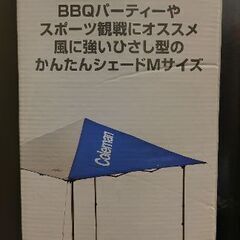 BBQパーティーや
スポーツ観戦にオススメ
風に強いひさし型の
かんたんシェードMサイズ
Coleman